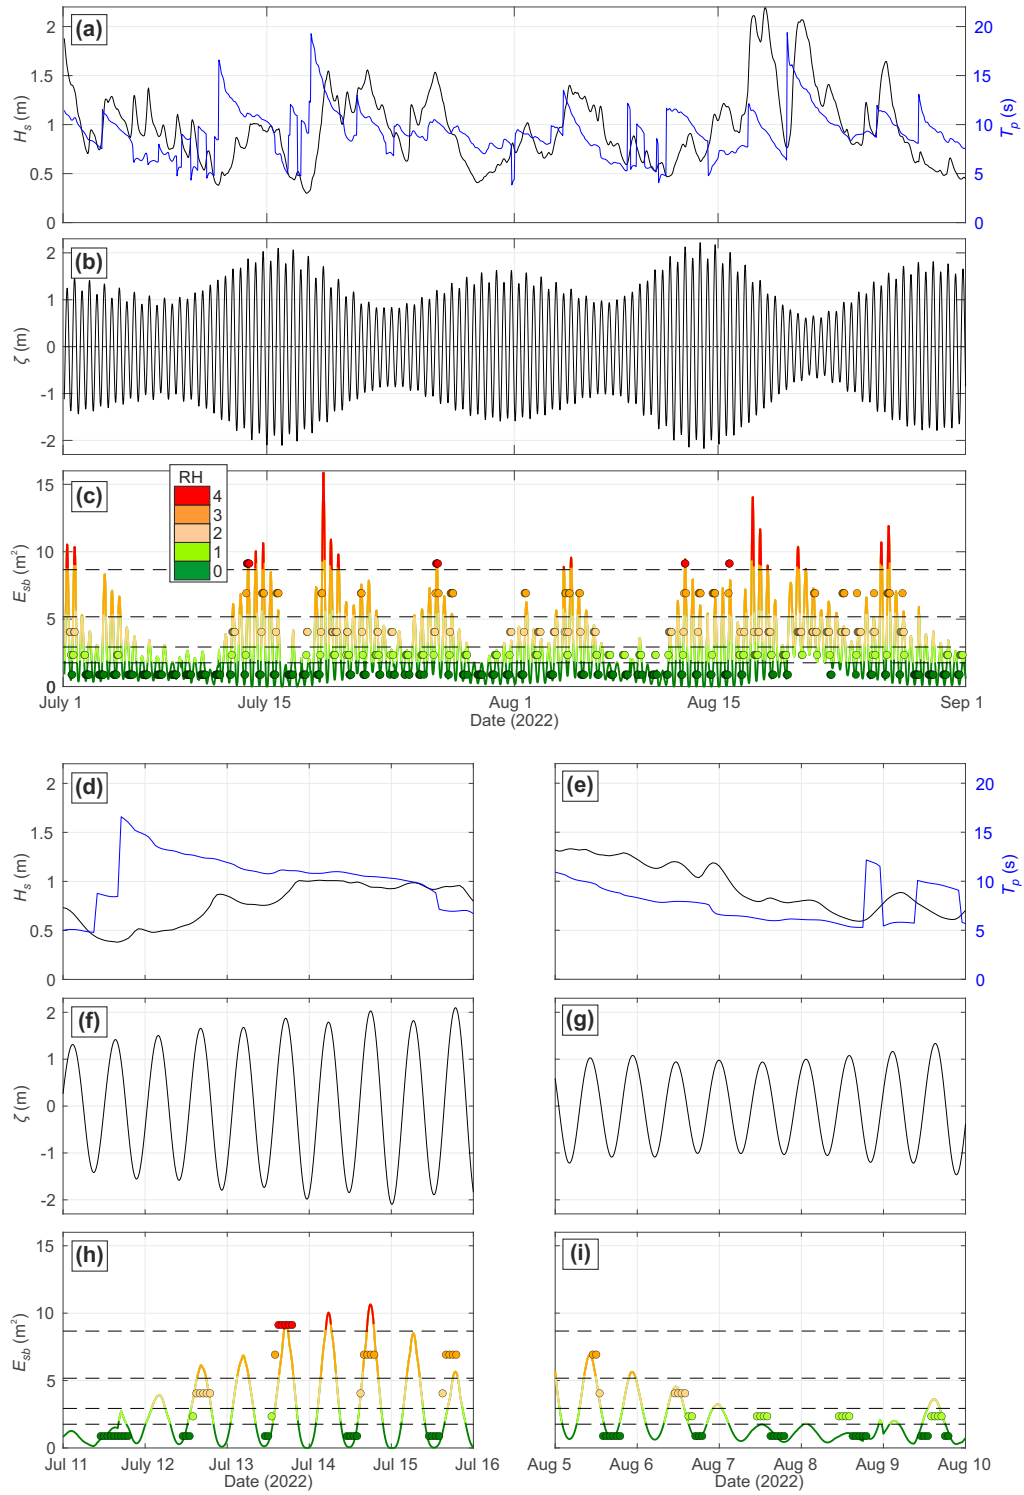 (a)
2
1.5
1
0.5
0
H_s (m)
20
15
10
5
0
T_p (s)
(b)
2
1
0
-1
-2
ζ (m)
(c)
15
10
5
0
E_sb (m²)
RH
4
3
2
1
0
July 1 July 15 Aug 1 Aug 15 Sep 1
Date (2022)
(d)
2
1.5
1
0.5
0
H_s (m)
(e)
20
15
10
5
0
T_p (s)
(f)
2
1
0
-1
-2
ζ (m)
(g)
(h)
15
10
5
0
E_sb (m²)
Jul 11 July 12 Jul 13 Jul 14 Jul 15 Jul 16
Date (2022)
(i)
Aug 5 Aug 6 Aug 7 Aug 8 Aug 9 Aug 10
Date (2022)